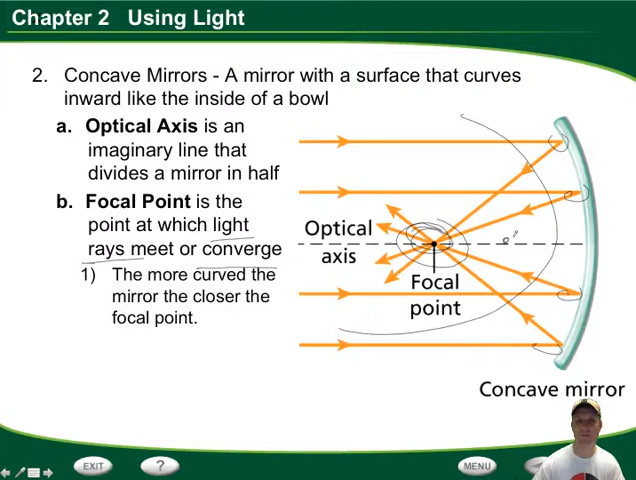 Chapter 2 Using Light
2. Concave Mirrors - A mirror with a surface that curves
inward like the inside of a bowl
a. Optical Axis is an
imaginary line that
divides a mirror in half
b. Focal Point is the
point at which light
rays meet or converge
1) The more curved the
mirror the closer the
focal point.
Optical
axis
Focal
point
Concave mirror
EXIT
?
MENU